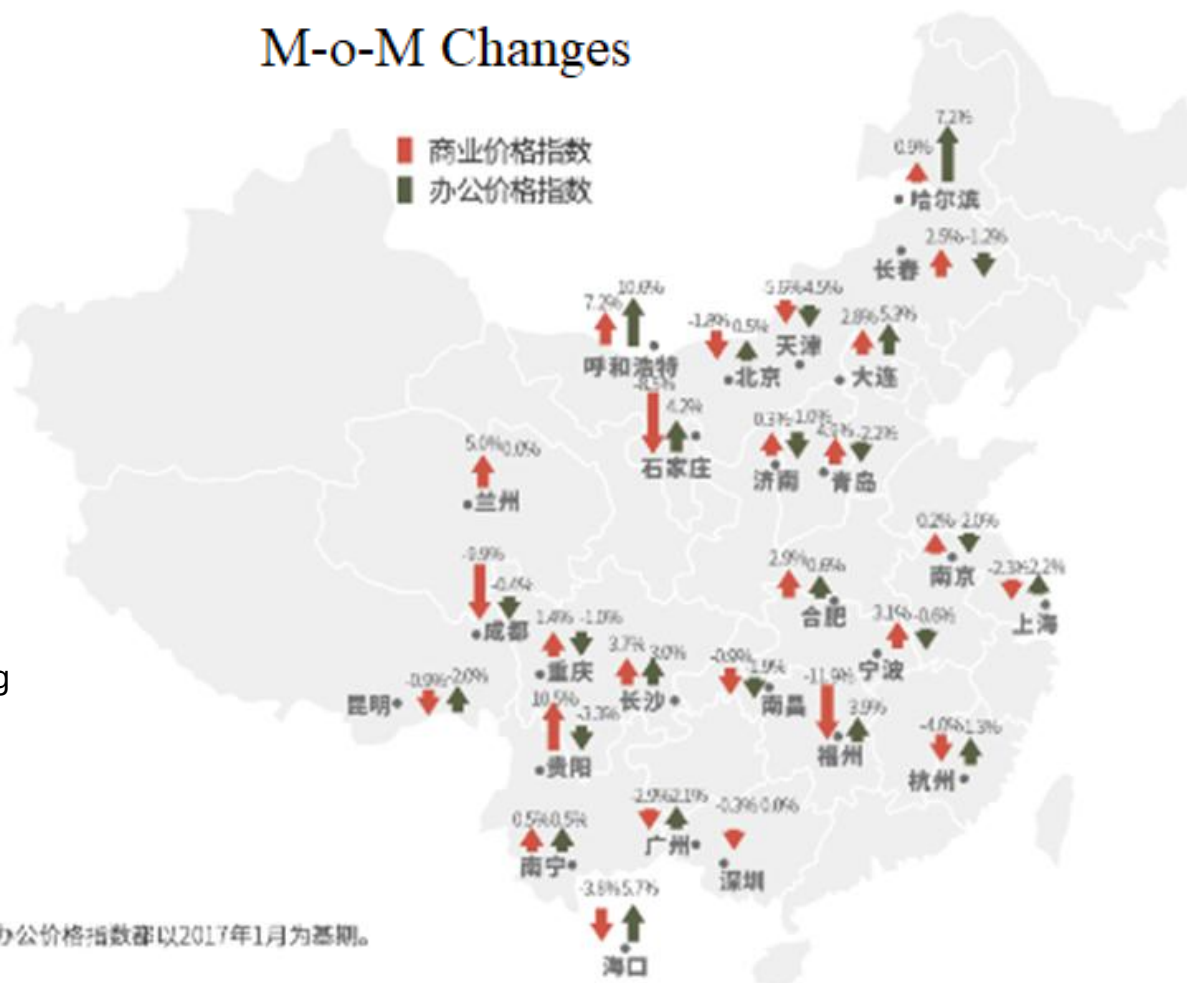 M-o-M Changes
商业价格指数
办公价格指数
7.2%
0.9%
哈尔滨
2.5%-1.2%
长春
10.6%
7.2%
呼和浩特
-1.8% 0.5%
北京
天津
2.8% 5.3%
大连
4.2%
石家庄
0.3% -1.0%
济南
-2.2%
青岛
5.0% 0.0%
兰州
0.2% -2.0%
南京
-2.3% 2.2%
上海
-9.9%
-0.4%
成都
2.9% 0.6%
合肥
3.1% -0.6%
宁波
1.4% -1.0%
重庆
3.7% 3.0%
长沙
-0.9%
南昌
g
-0.9%
昆明
10.5%
-3.3%
贵阳
-11.9%
3.9%
福州
-4.0% 1.3%
杭州
0.5% 0.5%
南宁
-2.9% 2.1%
广州
-0.3% 0.0%
深圳
-3.8% 5.7%
海口
办公价格指数都以2017年1月为基期。